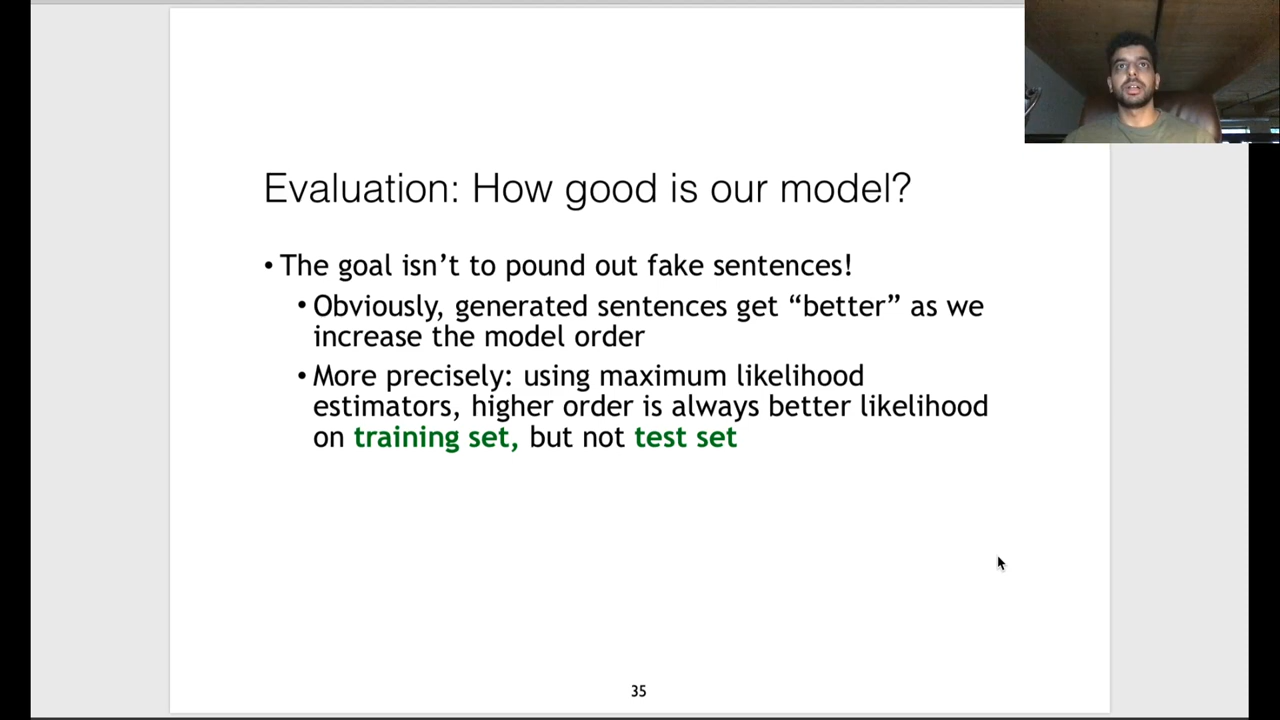 Evaluation: How good is our model?
• The goal isn’t to pound out fake sentences!
• Obviously, generated sentences get “better” as we
increase the model order
• More precisely: using maximum likelihood
estimators, higher order is always better likelihood
on training set, but not test set
35